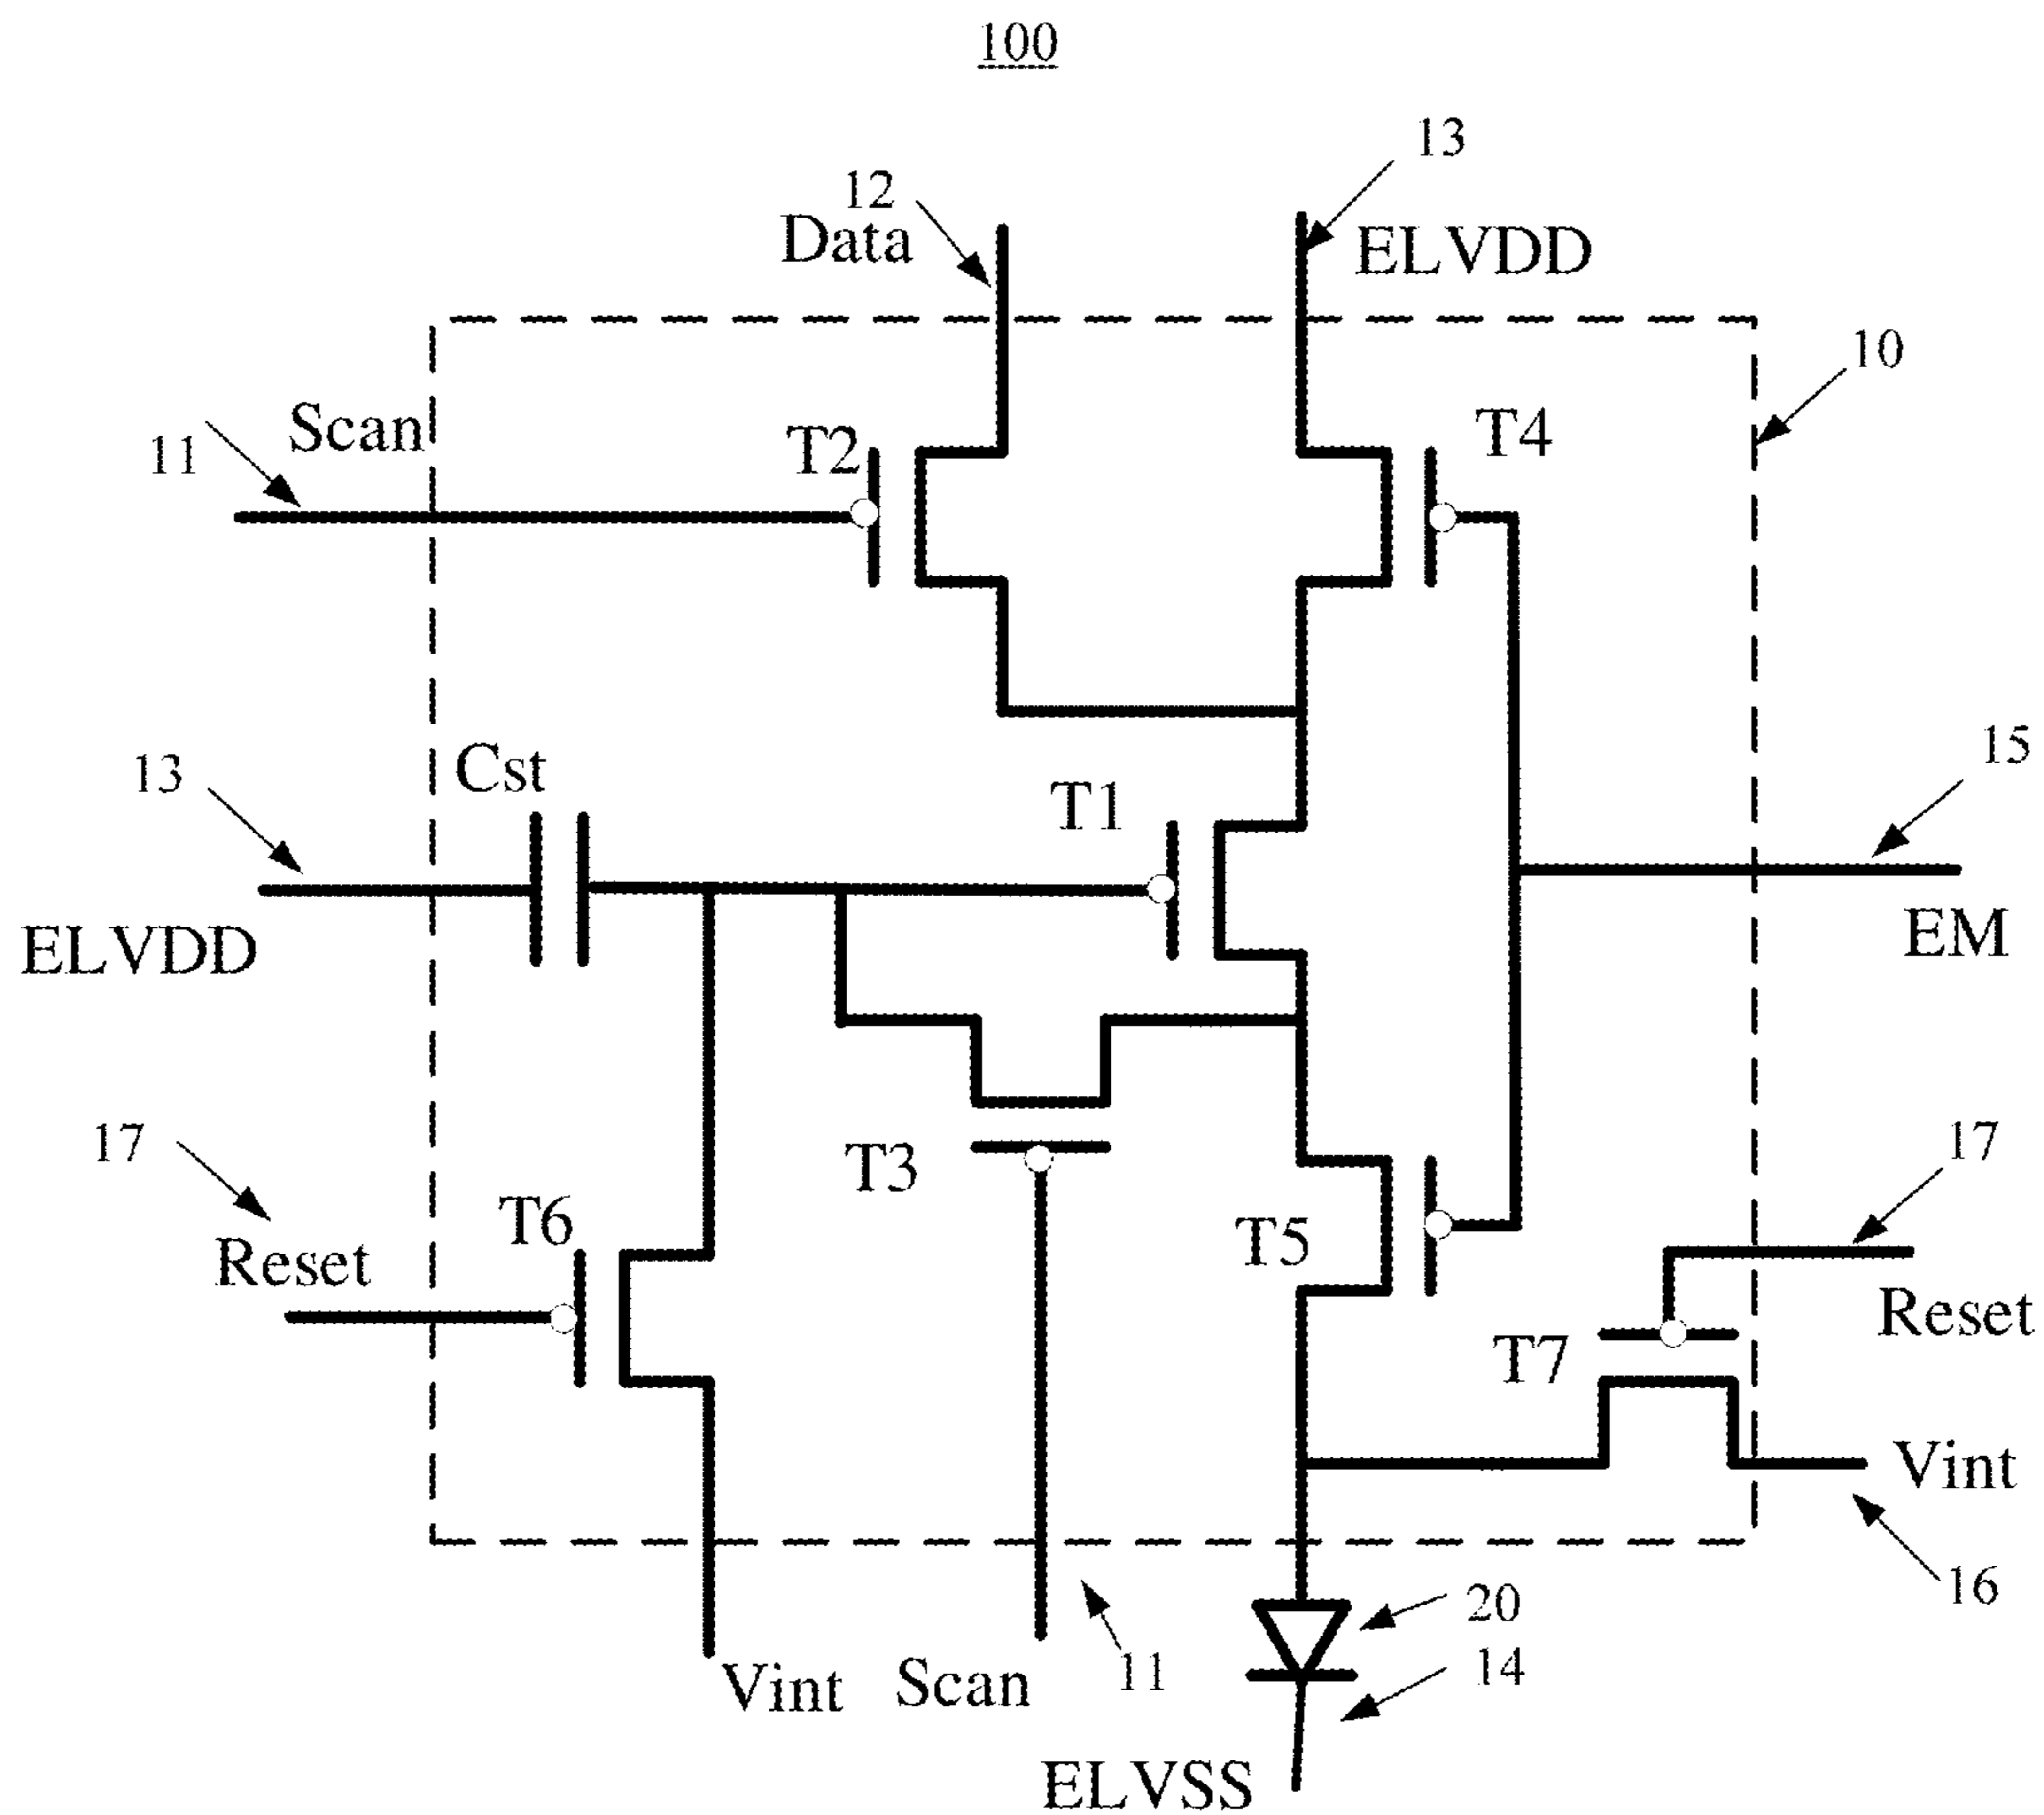 100
13
12
Data
ELVDD
10
Scan
T2
T4
11
15
Cst
13
T1
EM
ELVDD
17
17
T3
T6
T5
Reset
Reset
T7
Vint
16
20
11
14
Vint
Scan
ELVSS